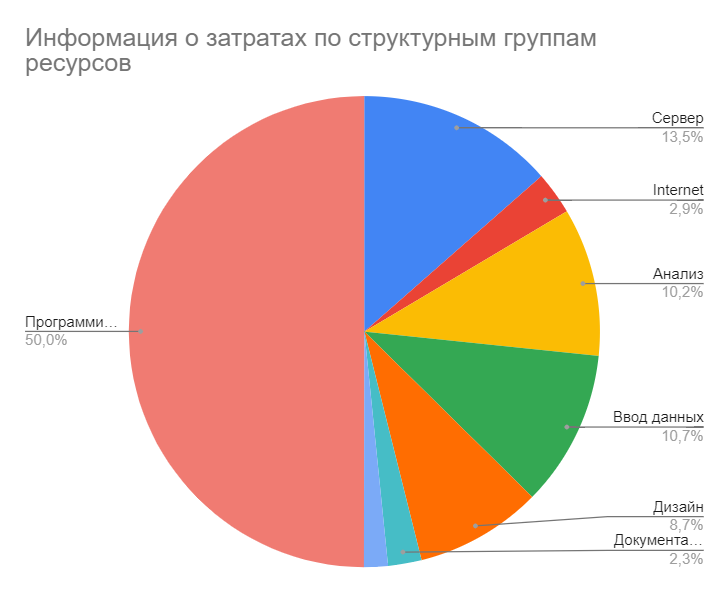 Информация о затратах по структурным группам
ресурсов
Сервер
13,5%
Internet
2,9%
Анализ
10,2%
Программи…
50,0%
Ввод данных
10,7%
Дизайн
8,7%
Документа…
2,3%